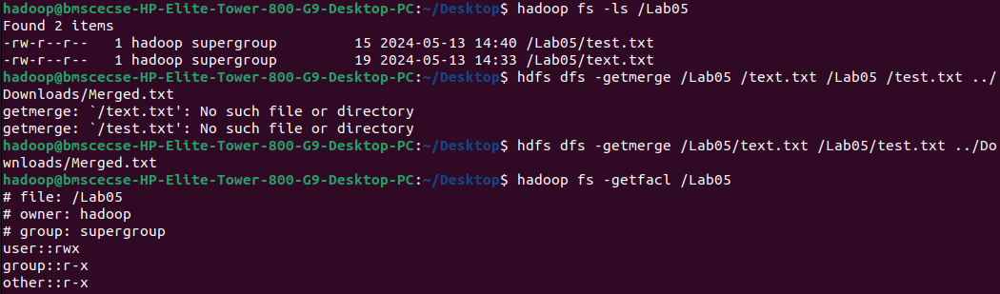 hadoop@bmscecse-HP-Elite-Tower-800-G9-Desktop-PC:~/Desktop$ hadoop fs -ls /Lab05
Found 2 items
-rw-r--r--   1 hadoop supergroup         15 2024-05-13 14:40 /Lab05/test.txt
-rw-r--r--   1 hadoop supergroup         19 2024-05-13 14:33 /Lab05/text.txt
hadoop@bmscecse-HP-Elite-Tower-800-G9-Desktop-PC:~/Desktop$ hdfs dfs -getmerge /Lab05 /text.txt /Lab05 /test.txt ../
Downloads/Merged.txt
getmerge: `/text.txt': No such file or directory
getmerge: `/test.txt': No such file or directory
hadoop@bmscecse-HP-Elite-Tower-800-G9-Desktop-PC:~/Desktop$ hdfs dfs -getmerge /Lab05/text.txt /Lab05/test.txt ../Do
wnloads/Merged.txt
hadoop@bmscecse-HP-Elite-Tower-800-G9-Desktop-PC:~/Desktop$ hadoop fs -getfacl /Lab05
# file: /Lab05
# owner: hadoop
# group: supergroup
user::rwx
group::r-x
other::r-x